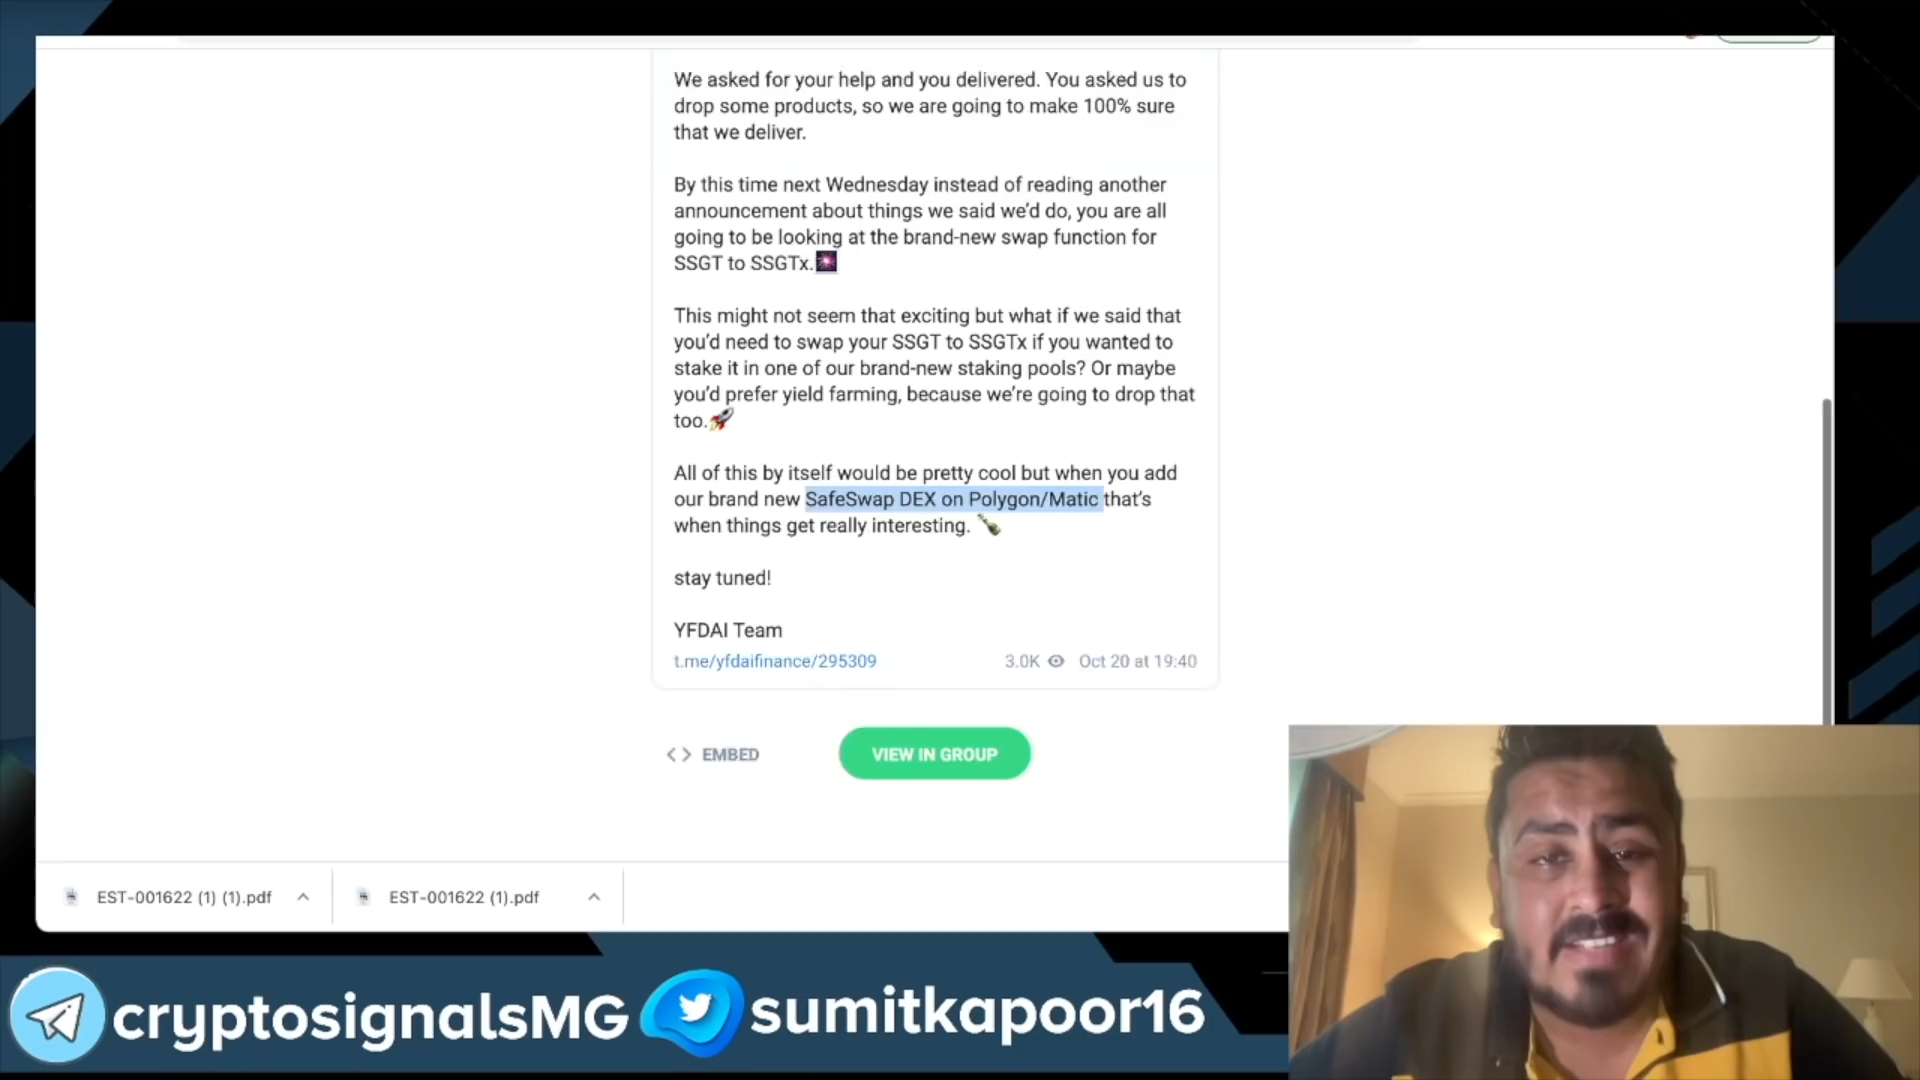 We asked for your help and you delivered. You asked us to
drop some products, so we are going to make 100% sure
that we deliver.
By this time next Wednesday instead of reading another
announcement about things we said we'd do, you are all
going to be looking at the brand-new swap function for
SSGT to SSGTx.🎆
This might not seem that exciting but what if we said that
you'd need to swap your SSGT to SSGTx if you wanted to
stake it in one of our brand-new staking pools? Or maybe
you'd prefer yield farming, because we're going to drop that
too.🚀
All of this by itself would be pretty cool but when you add
our brand new SafeSwap DEX on Polygon/Matic that's
when things get really interesting. 🍾
stay tuned!
YFDAI Team
t.me/yfdaifinance/295309 3.0K Oct 20 at 19:40
<> EMBED VIEW IN GROUP
EST-001622 (1) (1).pdf EST-001622 (1).pdf
cryptosignalsMG sumitkapoor16